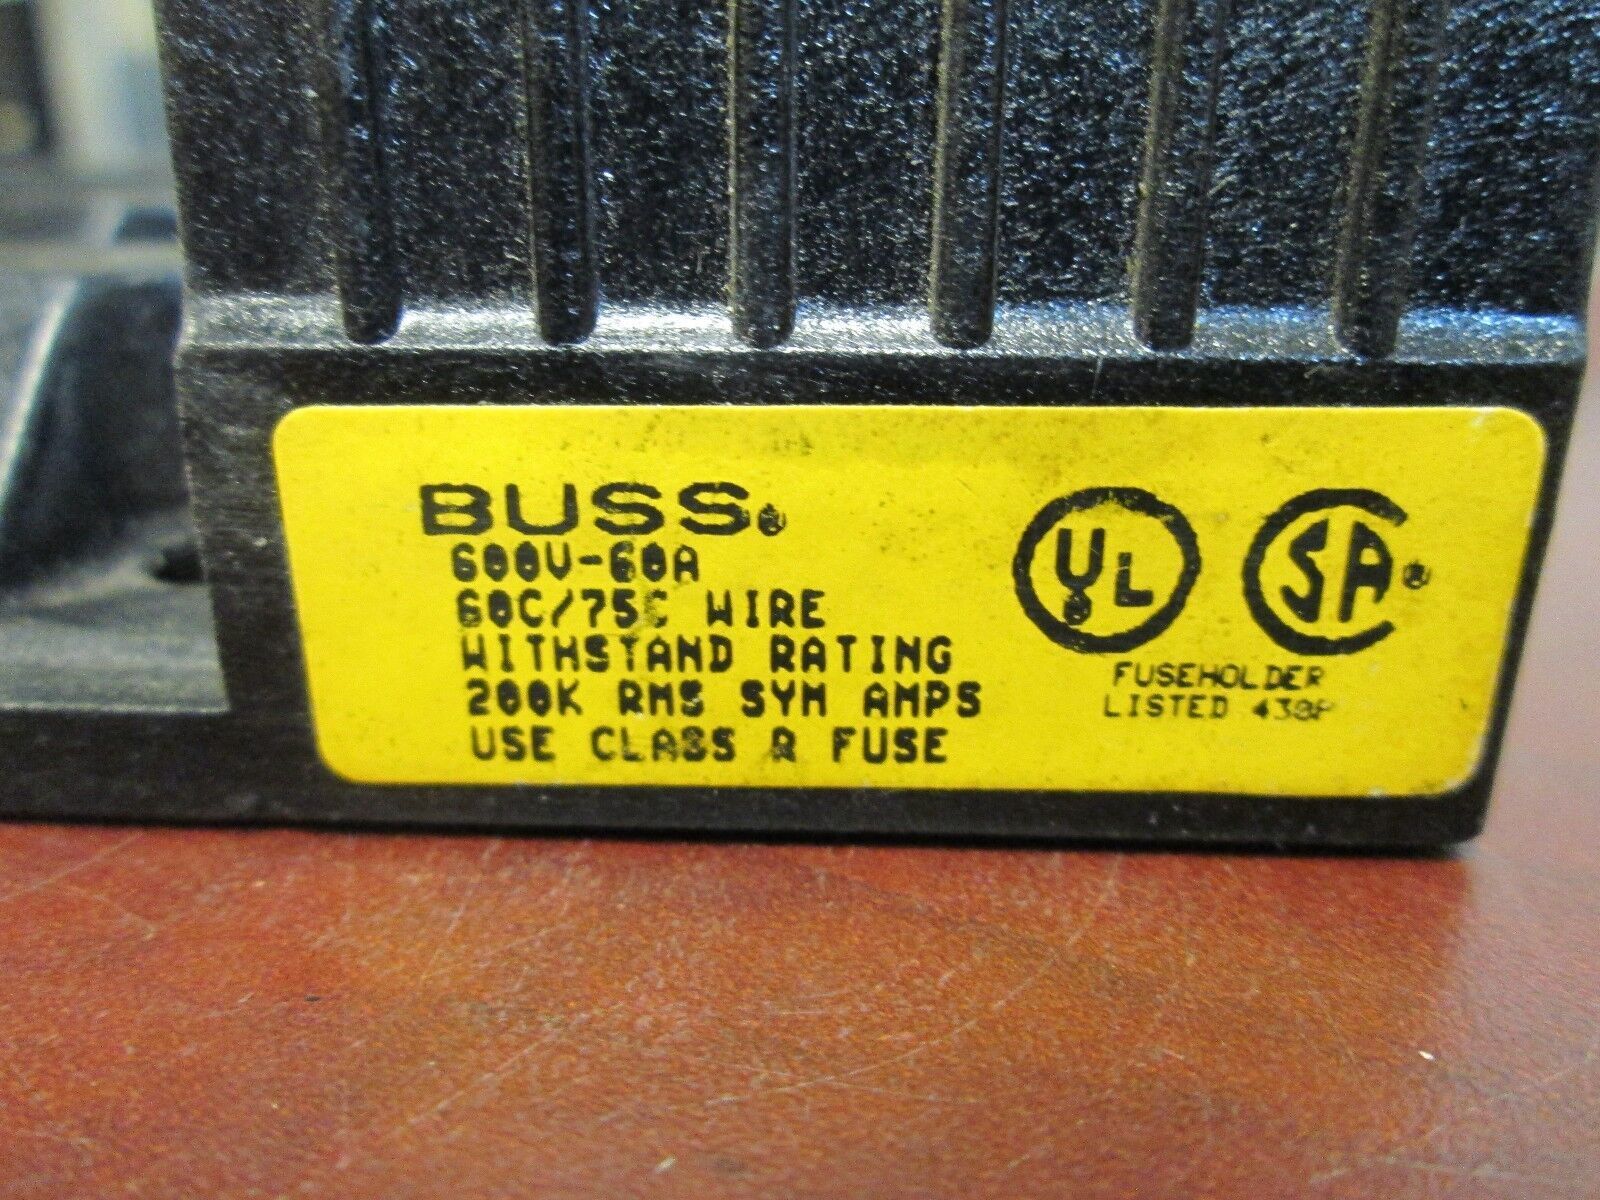 BUSS®
600V-60A
60C/75C WIRE
WITHSTAND RATING
200K RMS SYM AMPS
USE CLASS R FUSE
UL
SA®
FUSEHOLDER
LISTED